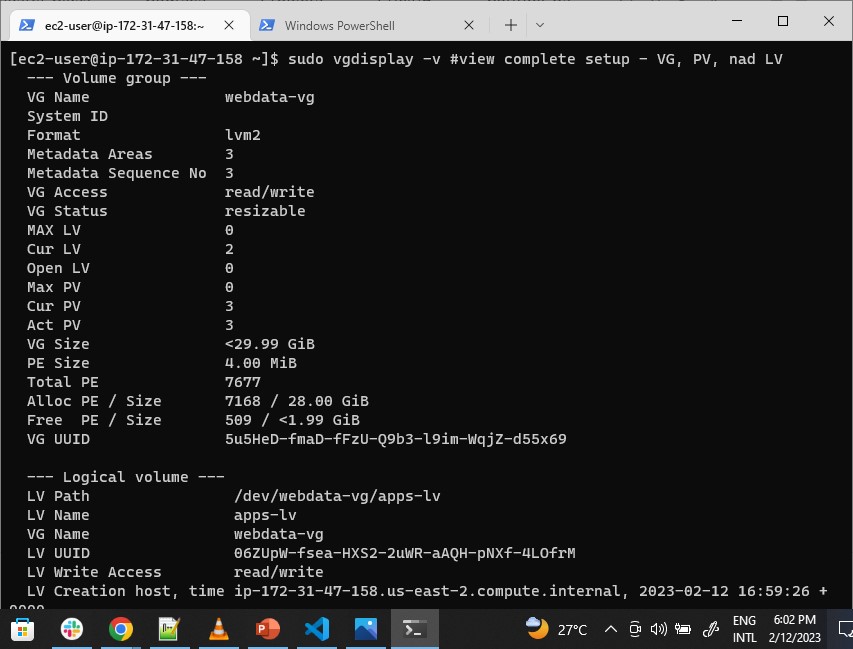 ec2-user@ip-172-31-47-158:~
Windows PowerShell
[ec2-user@ip-172-31-47-158 ~]$ sudo vgdisplay -v #view complete setup - VG, PV, nad LV
--- Volume group ---
VG Name webdata-vg
System ID
Format lvm2
Metadata Areas 3
Metadata Sequence No 3
VG Access read/write
VG Status resizable
MAX LV 0
Cur LV 2
Open LV 0
Max PV 0
Cur PV 3
Act PV 3
VG Size <29.99 GiB
PE Size 4.00 MiB
Total PE 7677
Alloc PE / Size 7168 / 28.00 GiB
Free PE / Size 509 / <1.99 GiB
VG UUID 5u5HeD-fmaD-fFzU-Q9b3-l9im-WqjZ-d55x69
--- Logical volume ---
LV Path /dev/webdata-vg/apps-lv
LV Name apps-lv
VG Name webdata-vg
LV UUID 06ZUpW-fsea-HXS2-2uWR-aAQH-pNXf-4LOfrM
LV Write Access read/write
LV Creation host, time ip-172-31-47-158.us-east-2.compute.internal, 2023-02-12 16:59:26 +
0000
27°C
ENG
INTL
6:02 PM
2/12/2023